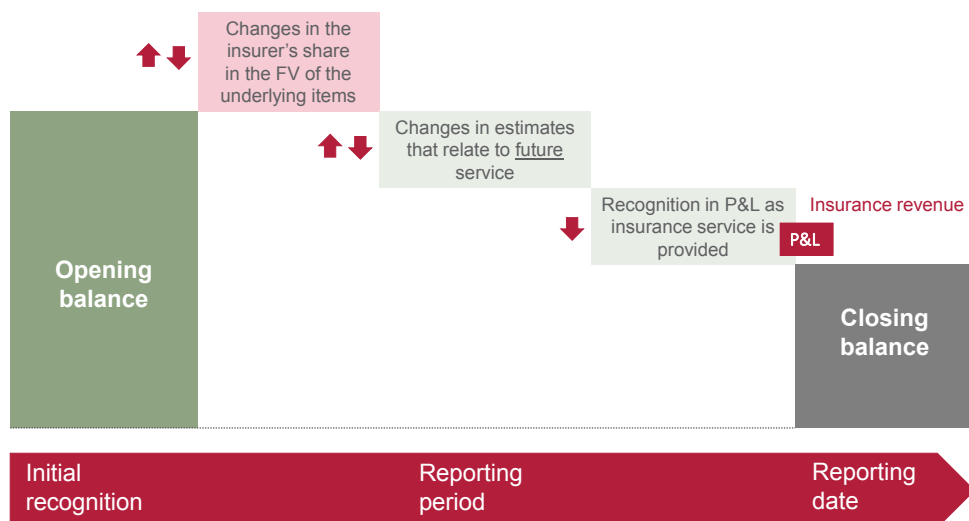 Changes in the
insurer’s share
in the FV of the
underlying items
Changes in estimates
that relate to future
service
Recognition in P&L as
insurance service is
provided
Insurance revenue
P&L
Opening
balance
Closing
balance
Initial
recognition
Reporting
period
Reporting
date